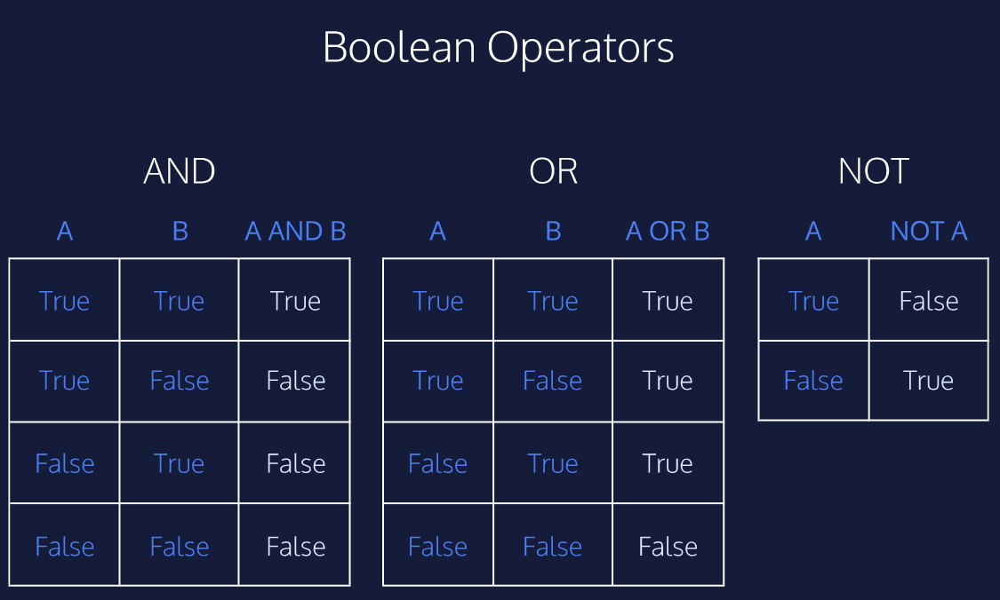 Boolean Operators
AND OR NOT
A B A AND B A B A OR B A NOT A
True True True True True True True False
True False False True False True False True
False True False False True True
False False False False False False